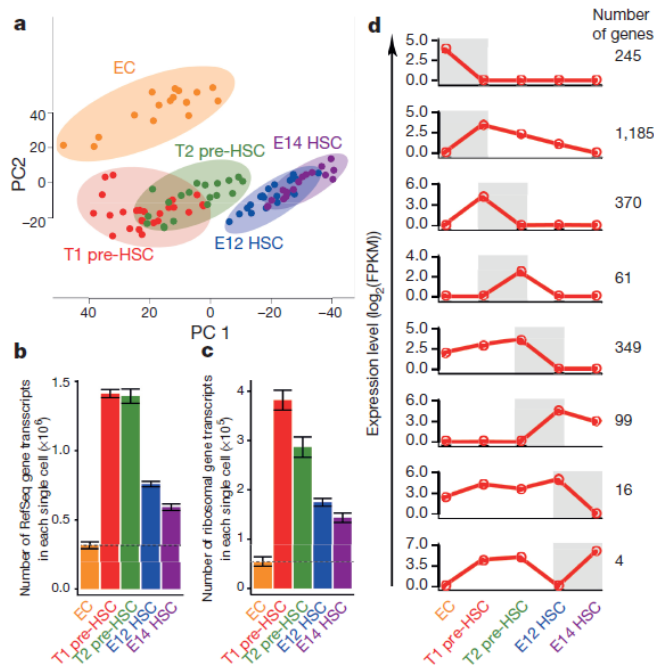 a
EC
T2 pre-HSC
E14 HSC
T1 pre-HSC
E12 HSC
PC2
40
20
0
−20
40
20
0
−20
−40
PC 1
b
Number of RefSeq gene transcripts
in each single cell (×10⁶)
1.5
1.0
0.5
0.0
EC
T1 pre-HSC
T2 pre-HSC
E12 HSC
E14 HSC
c
Number of ribosomal gene transcripts
in each single cell (×10⁵)
4
2
0
EC
T1 pre-HSC
T2 pre-HSC
E12 HSC
E14 HSC
d
Number
of genes
Expression level (log₂(FPKM))
5.0
2.5
0.0
245
5.0
2.5
0.0
1,185
6.0
3.0
0.0
370
4.0
2.0
0.0
61
5.0
2.5
0.0
349
6.0
3.0
0.0
99
6.0
3.0
0.0
16
7.0
3.5
0.0
4
EC
T1 pre-HSC
T2 pre-HSC
E12 HSC
E14 HSC